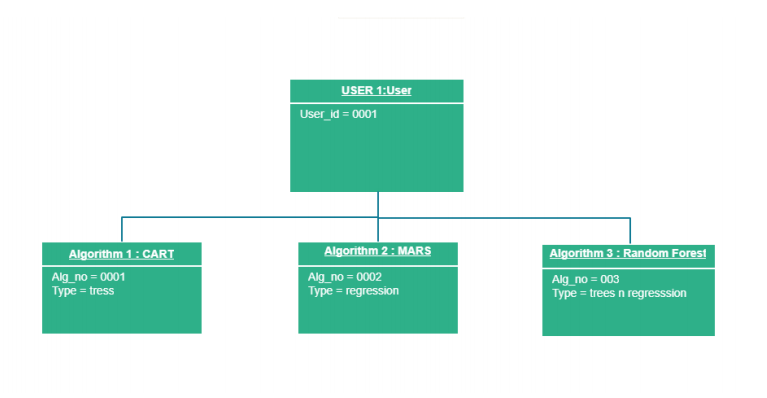 USER 1:User
User_id = 0001
Algorithm 1 : CART
Alg_no = 0001
Type = tress
Algorithm 2 : MARS
Alg_no = 0002
Type = regression
Algorithm 3 : Random Forest
Alg_no = 003
Type = trees n regresssion